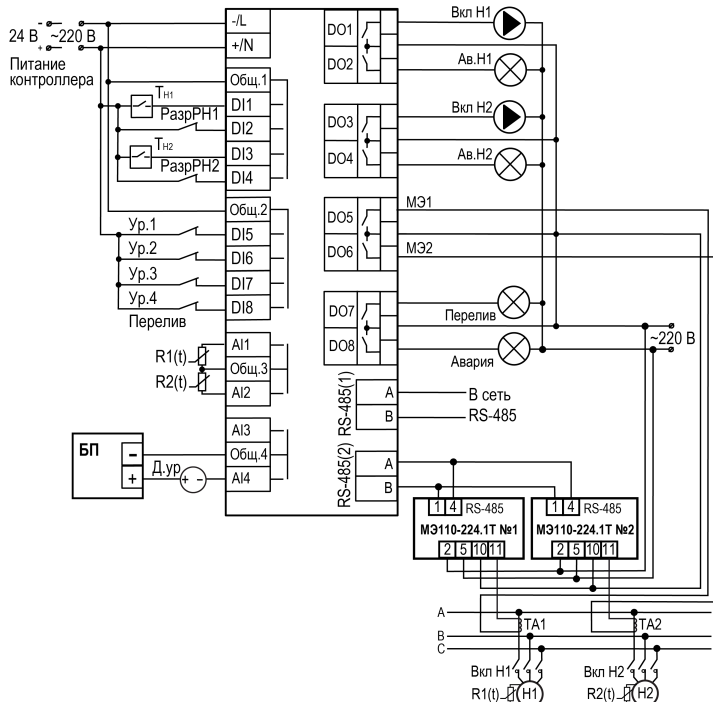 24 В ~220 В
Питание
контроллера
-/L
+/N
Общ.1
DI1
DI2
DI3
DI4
Общ.2
DI5
DI6
DI7
DI8
AI1
Общ.3
AI2
AI3
Общ.4
AI4
TН1
РазрРН1
TН2
РазрРН2
Ур.1
Ур.2
Ур.3
Ур.4
Перелив
R1(t)
R2(t)
БП
-
+
Д.ур
+ -
DO1
DO2
DO3
DO4
DO5
DO6
DO7
DO8
RS-485(1)
A
B
RS-485(2)
A
B
Вкл Н1
Ав.Н1
Вкл Н2
Ав.Н2
МЭ1
МЭ2
Перелив
Авария
~220 В
В сеть
RS-485
1 4 RS-485
МЭ110-224.1Т №1
2 5 10 11
1 4 RS-485
МЭ110-224.1Т №2
2 5 10 11
A
B
C
TA1
TA2
Вкл Н1
R1(t)
Н1
Вкл Н2
R2(t)
Н2